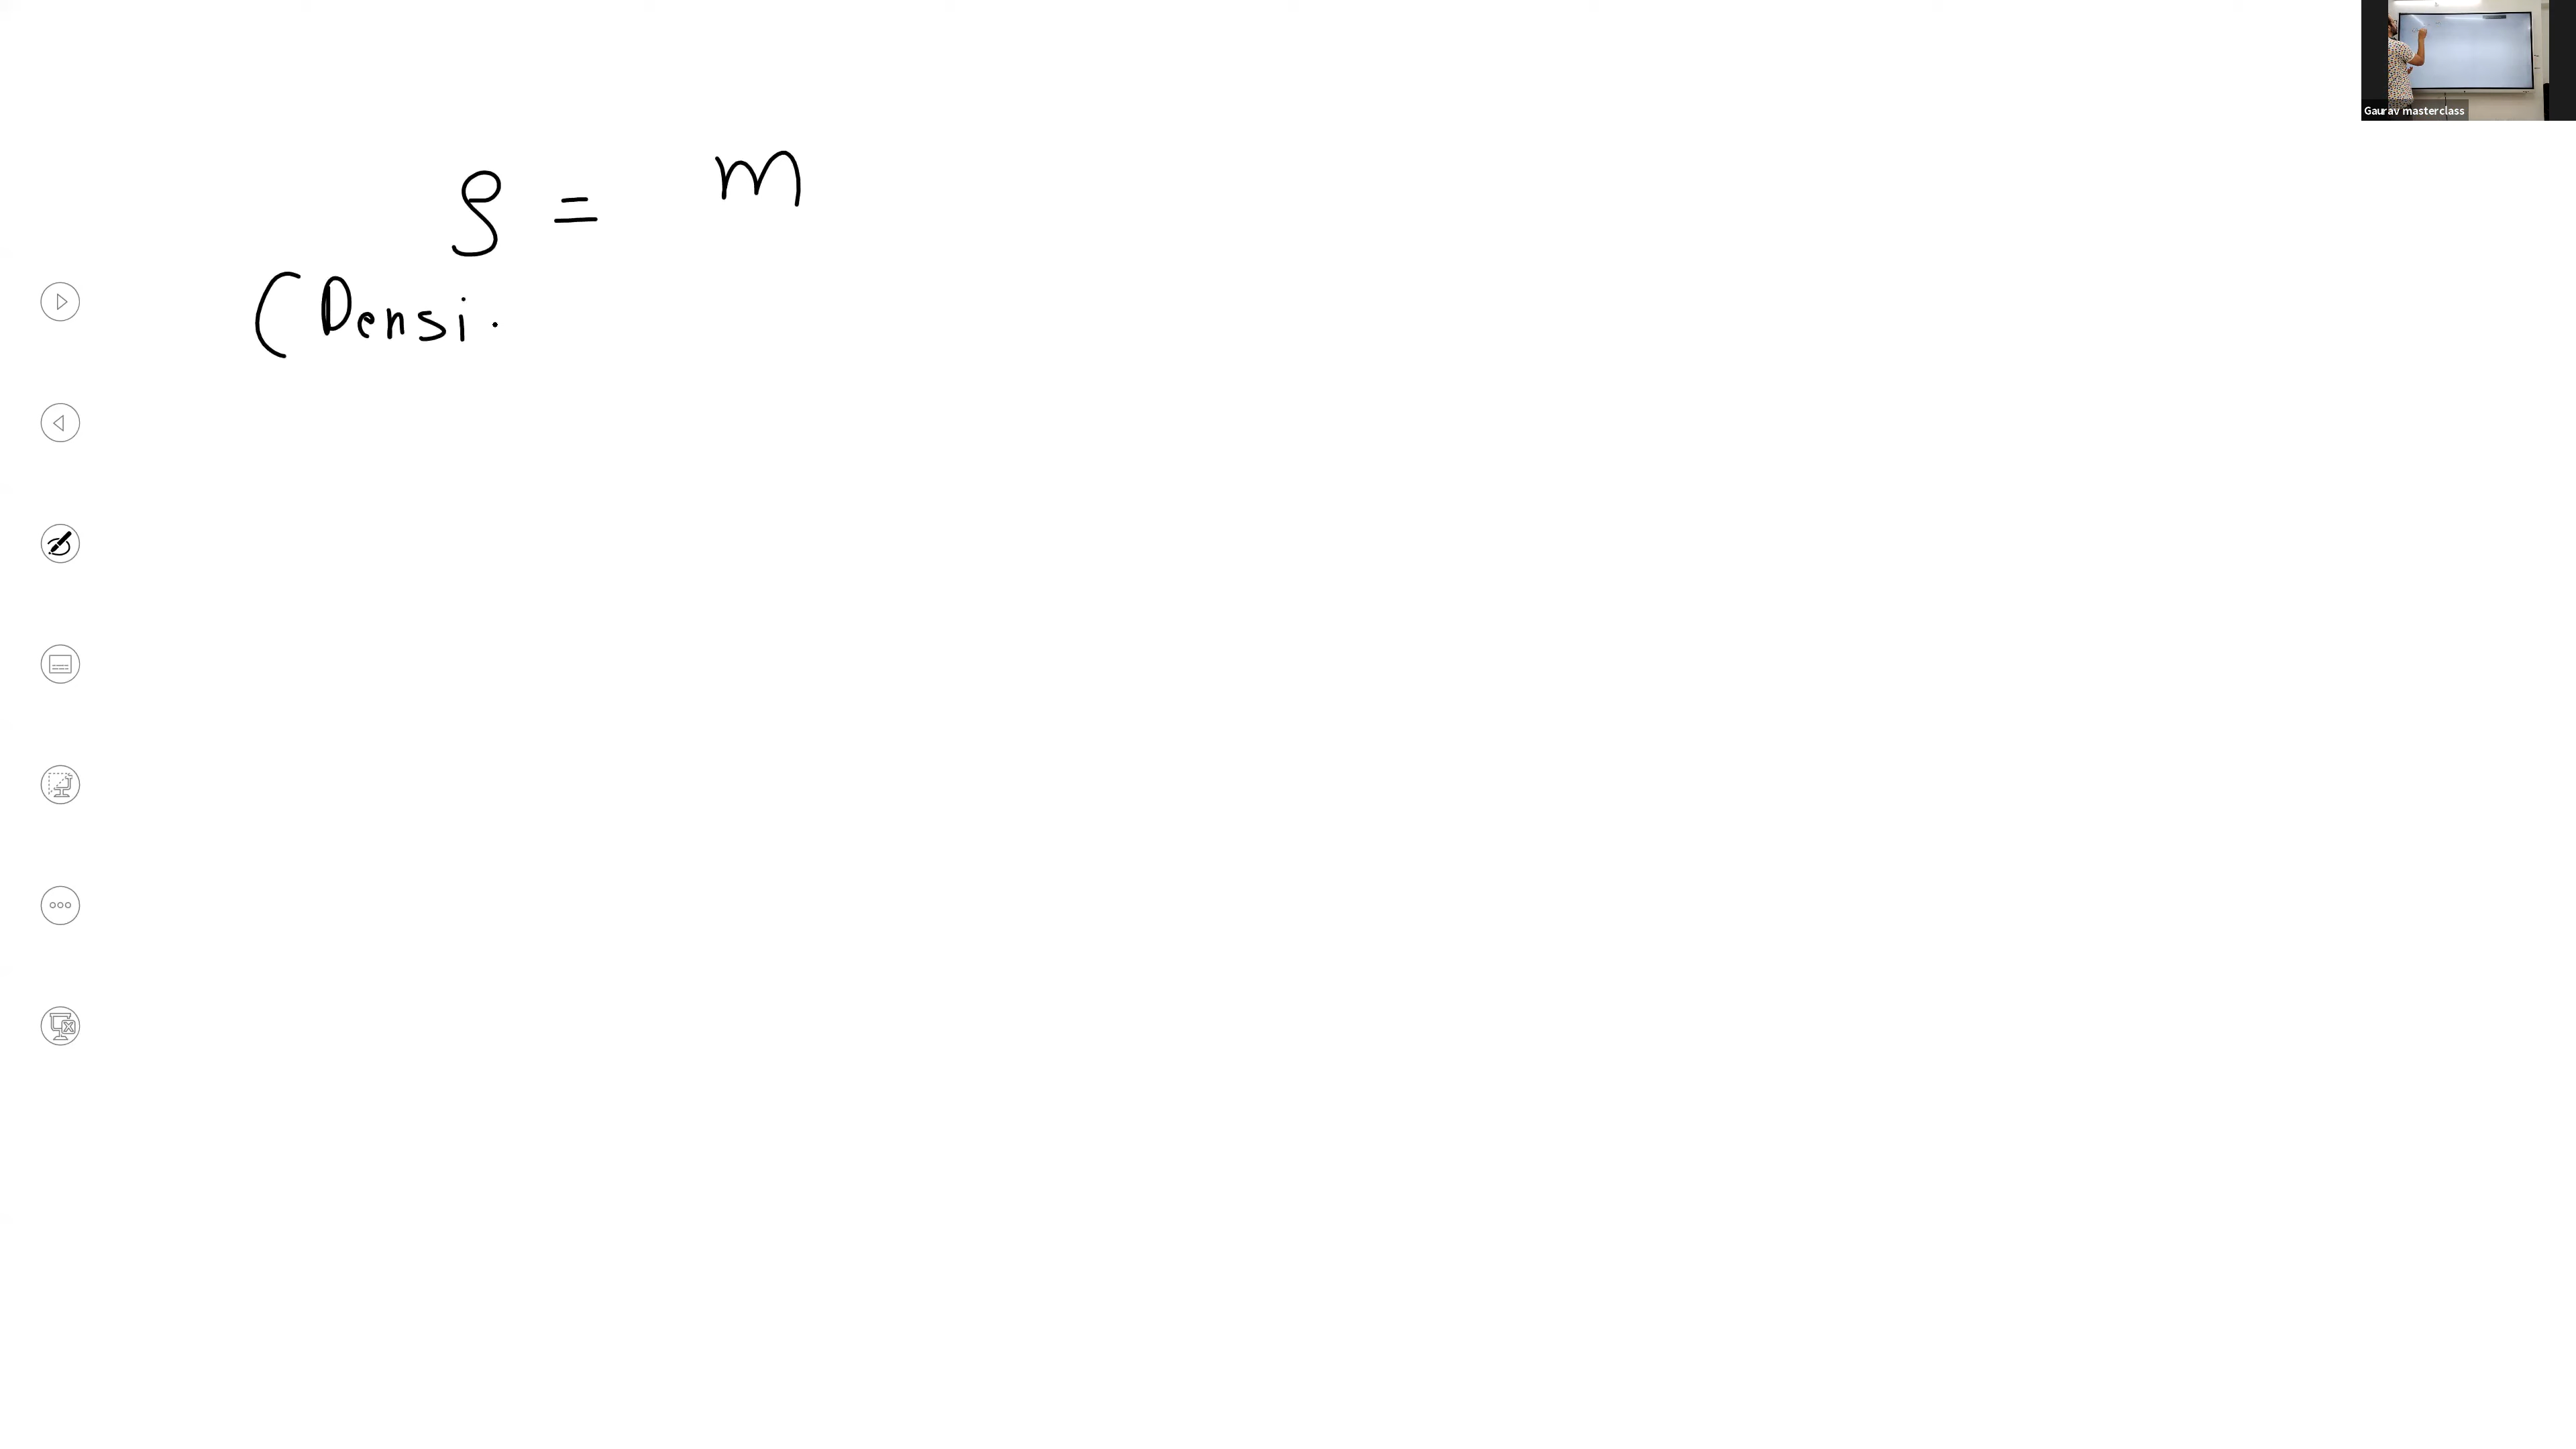 Gaurav masterclass
ρ = m
(Densi